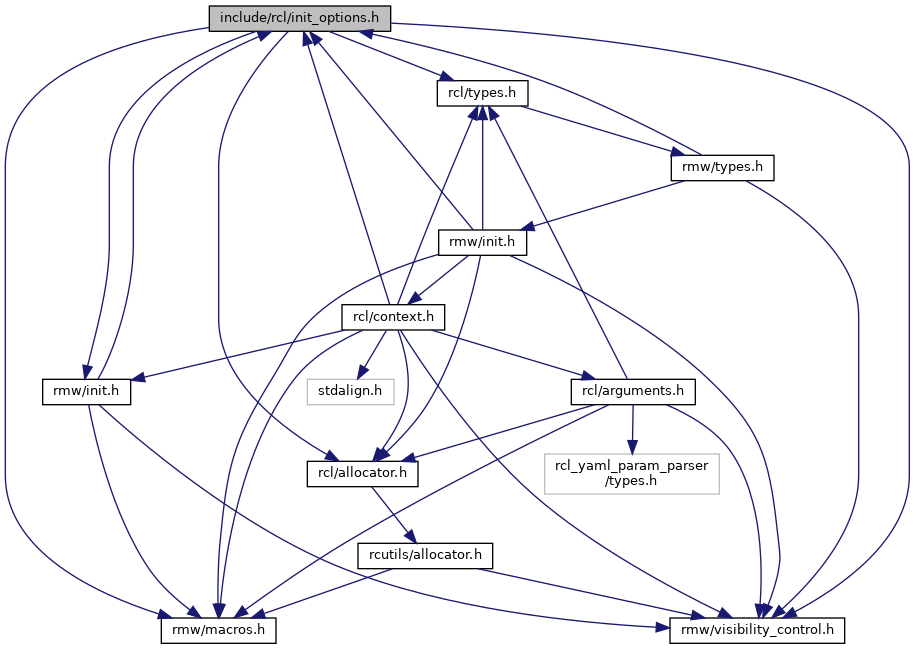 include/rcl/init_options.h
rcl/types.h
rmw/types.h
rmw/init.h
rcl/context.h
rmw/init.h
stdalign.h
rcl/arguments.h
rcl/allocator.h
rcl_yaml_param_parser
/types.h
rcutils/allocator.h
rmw/macros.h
rmw/visibility_control.h